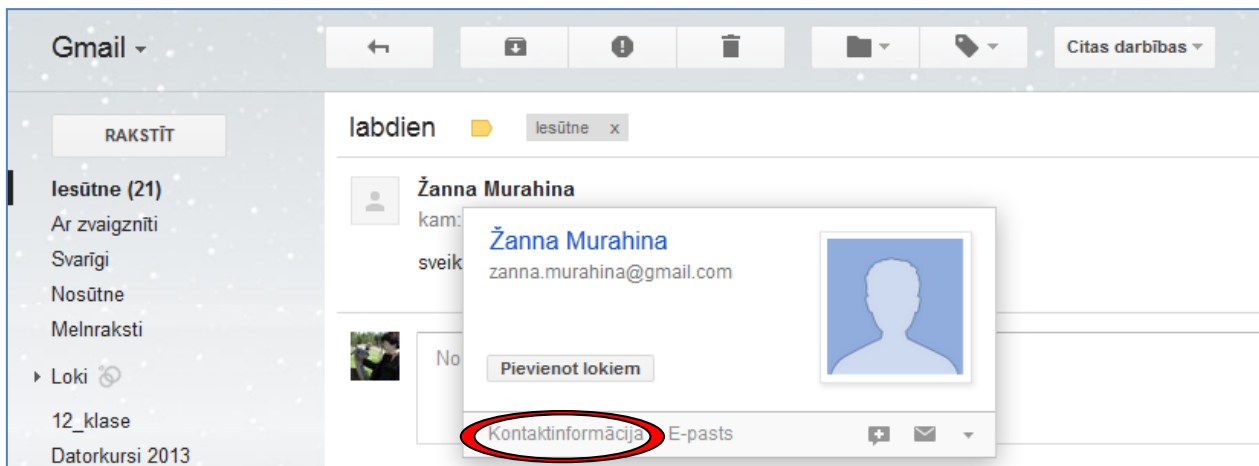 Gmail
Citas darbības
RAKSTĪT
Iesūtne (21)
Ar zvaigznīti
Svarīgi
Nosūtne
Melnraksti
Loki
12_klase
Datorkursi 2013
labdien
Iesūtne x
Žanna Murahina
kam:
sveik
No
Žanna Murahina
zanna.murahina@gmail.com
Pievienot lokiem
Kontaktinformācija E-pasts